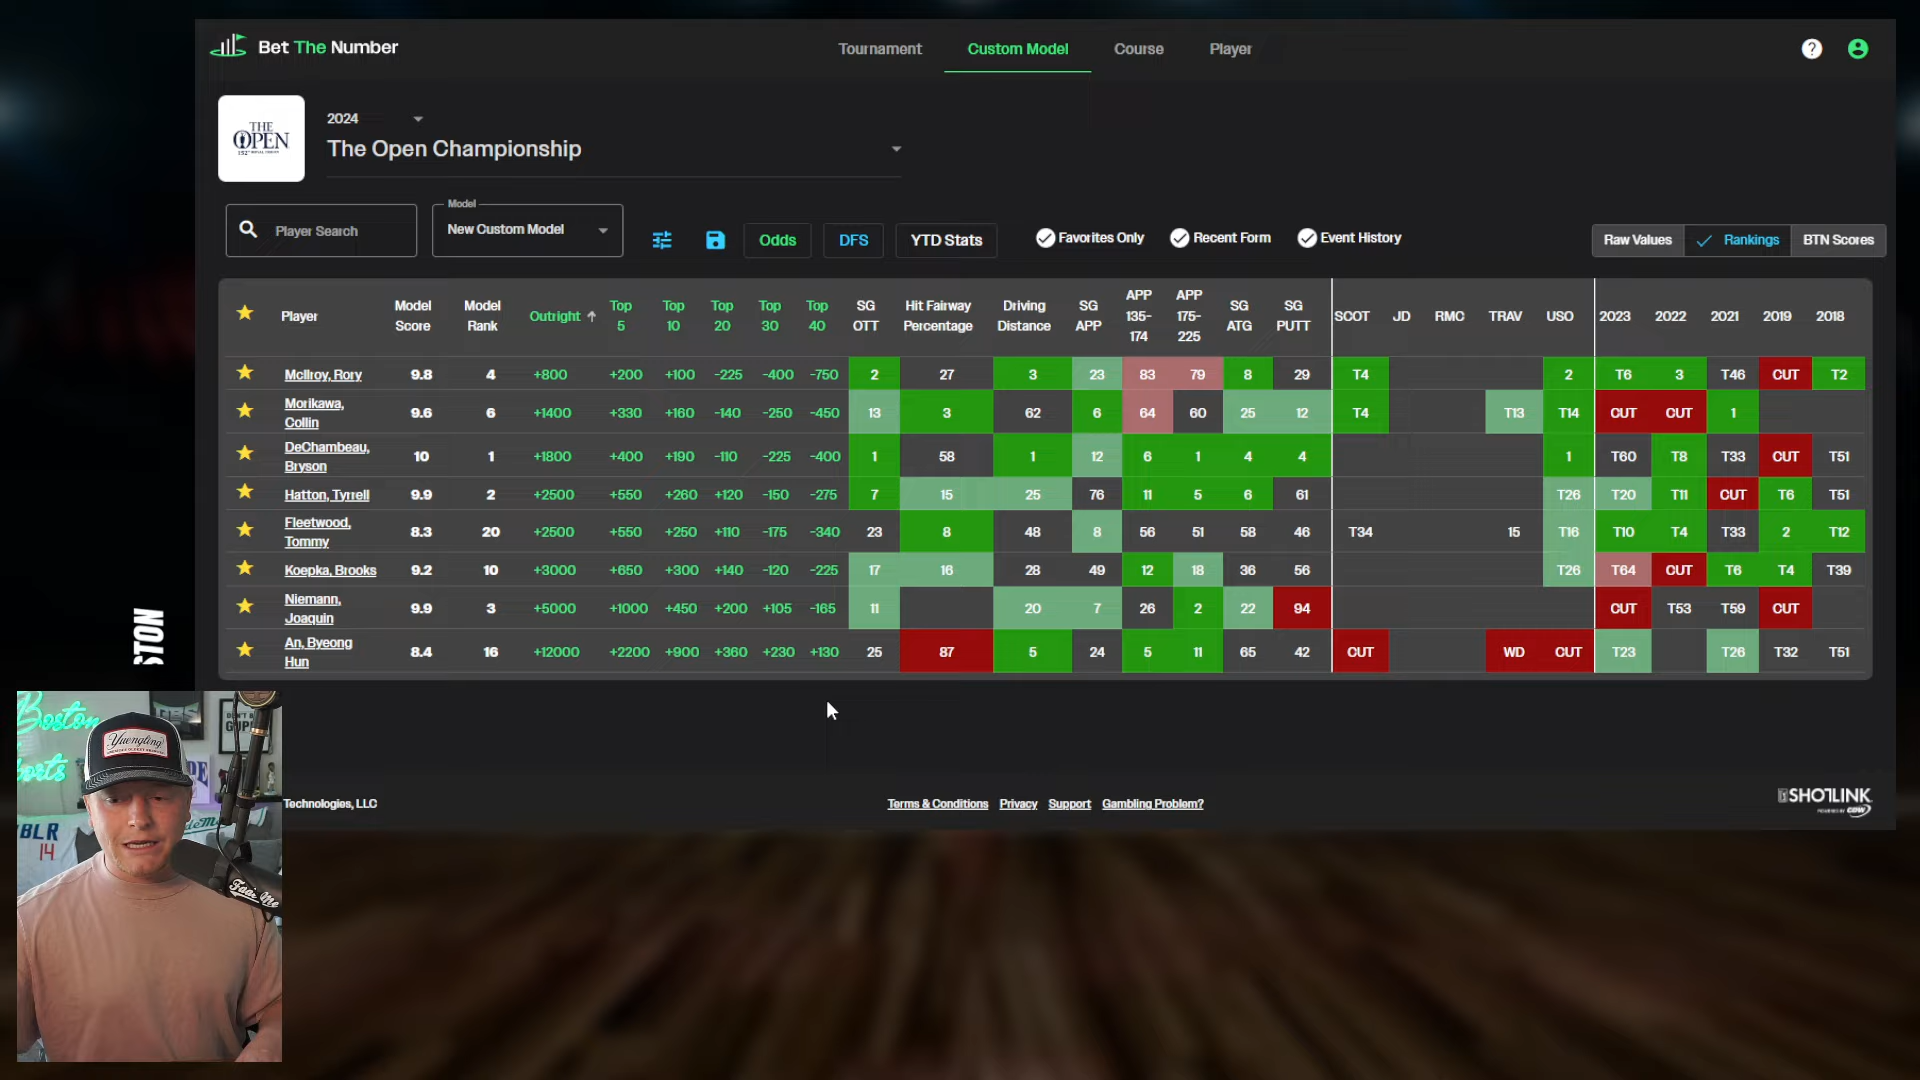 Bet The Number
Tournament
Custom Model
Course
Player
?
THE
OPEN
2024
The Open Championship
Player Search
Model
New Custom Model
Odds
DFS
YTD Stats
Favorites Only
Recent Form
Event History
Raw Values
Rankings
BTN Scores
Player Model Score Model Rank Outright Top 5 Top 10 Top 20 Top 30 Top 40 SG OTT Hit Fairway Percentage Driving Distance SG APP APP 135-174 APP 175-225 SG ATG SG PUTT SCOT JD RMC TRAV USO 2023 2022 2021 2019 2018
McIlroy, Rory 9.8 4 +800 +200 +100 -225 -400 -750 2 27 3 23 83 79 8 29 T4 2 T6 3 T46 CUT T2
Morikawa, Collin 9.6 6 +1400 +330 +160 -140 -250 -450 13 3 62 6 64 60 25 12 T4 T13 T14 CUT CUT 1
DeChambeau, Bryson 10 1 +1800 +400 +190 -110 -225 -400 1 58 1 12 6 1 4 4 1 T60 T8 T33 CUT T51
Hatton, Tyrrell 9.9 2 +2500 +550 +260 +120 -150 -275 7 15 25 76 11 5 6 61 T26 T20 T11 CUT T6 T51
Fleetwood, Tommy 8.3 20 +2500 +550 +250 +110 -175 -340 23 8 48 8 56 51 58 46 T34 15 T16 T10 T4 T33 2 T12
Koepka, Brooks 9.2 10 +3000 +650 +300 +140 -120 -225 17 16 28 49 12 18 36 56 T26 T64 CUT T6 T4 T39
Niemann, Joaquin 9.9 3 +5000 +1000 +450 +200 +105 -165 11 20 7 26 2 22 94 CUT T53 T59 CUT
An, Byeong Hun 8.4 16 +12000 +2200 +900 +360 +230 +130 25 87 5 24 5 11 65 42 CUT WD CUT T23 T26 T32 T51
STON
Technologies, LLC
Terms & Conditions
Privacy
Support
Gambling Problem?
SHOTLINK
POWERED BY CDW
Boston
Yuengling
BLR
14
Fade Me